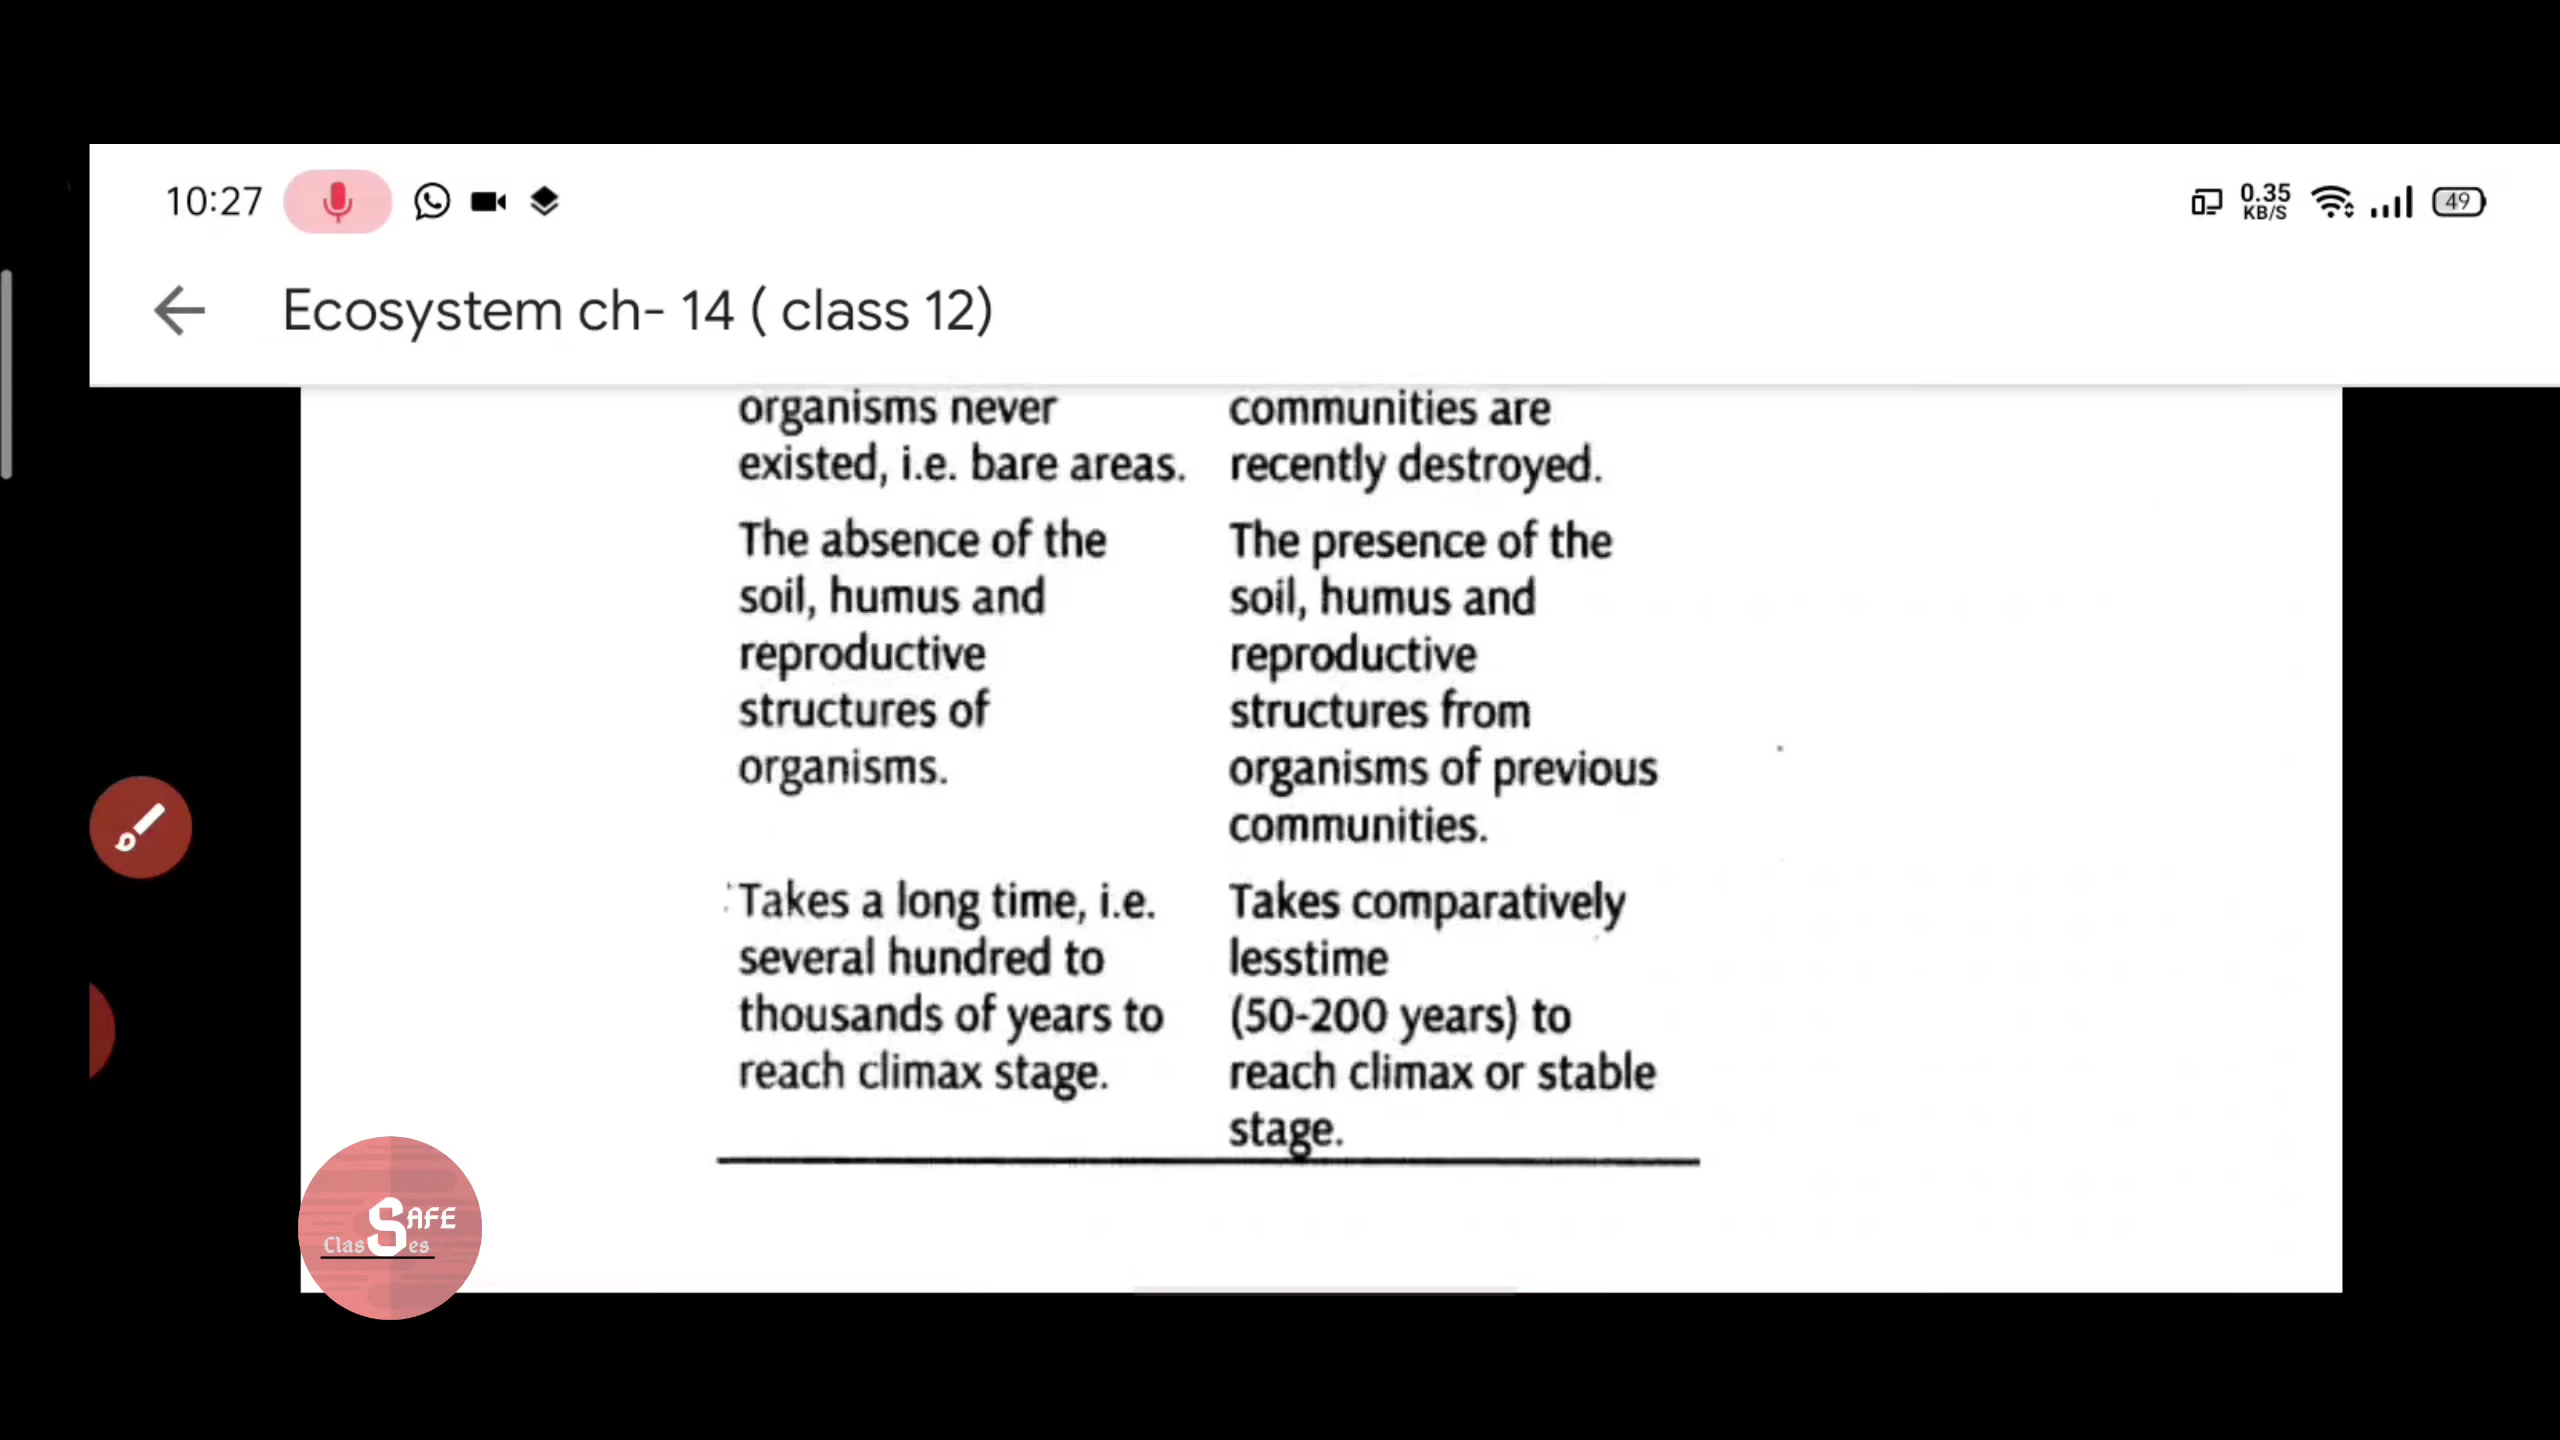 10:27
0.35
KB/S
49
Ecosystem ch- 14 ( class 12)
organisms never
existed, i.e. bare areas.
The absence of the
soil, humus and
reproductive
structures of
organisms.
Takes a long time, i.e.
several hundred to
thousands of years to
reach climax stage.
communities are
recently destroyed.
The presence of the
soil, humus and
reproductive
structures from
organisms of previous
communities.
Takes comparatively
lesstime
(50-200 years) to
reach climax or stable
stage.
SAFE
Classes